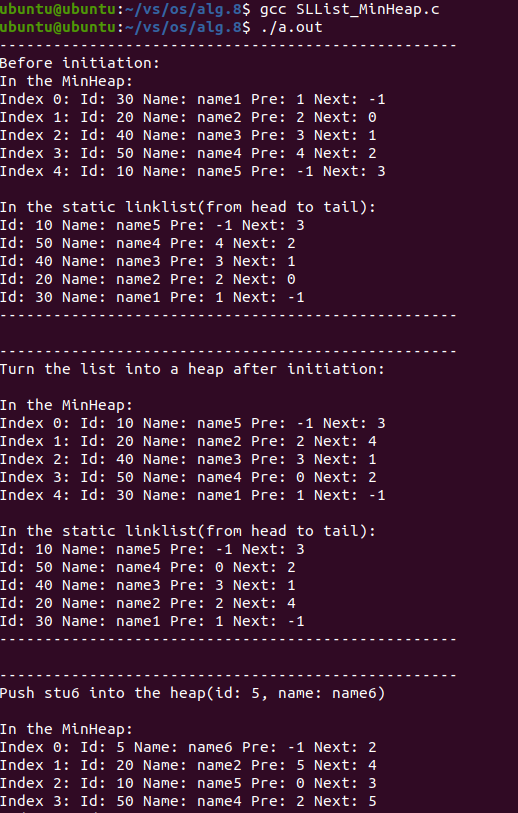 ubuntu@ubuntu:~/vs/os/alg.8$ gcc SLList_MinHeap.c
ubuntu@ubuntu:~/vs/os/alg.8$ ./a.out
---------------------------------------------------
Before initiation:
In the MinHeap:
Index 0: Id: 30 Name: name1 Pre: 1 Next: -1
Index 1: Id: 20 Name: name2 Pre: 2 Next: 0
Index 2: Id: 40 Name: name3 Pre: 3 Next: 1
Index 3: Id: 50 Name: name4 Pre: 4 Next: 2
Index 4: Id: 10 Name: name5 Pre: -1 Next: 3

In the static linklist(from head to tail):
Id: 10 Name: name5 Pre: -1 Next: 3
Id: 50 Name: name4 Pre: 4 Next: 2
Id: 40 Name: name3 Pre: 3 Next: 1
Id: 20 Name: name2 Pre: 2 Next: 0
Id: 30 Name: name1 Pre: 1 Next: -1
---------------------------------------------------

---------------------------------------------------
Turn the list into a heap after initiation:

In the MinHeap:
Index 0: Id: 10 Name: name5 Pre: -1 Next: 3
Index 1: Id: 20 Name: name2 Pre: 2 Next: 4
Index 2: Id: 40 Name: name3 Pre: 3 Next: 1
Index 3: Id: 50 Name: name4 Pre: 0 Next: 2
Index 4: Id: 30 Name: name1 Pre: 1 Next: -1

In the static linklist(from head to tail):
Id: 10 Name: name5 Pre: -1 Next: 3
Id: 50 Name: name4 Pre: 0 Next: 2
Id: 40 Name: name3 Pre: 3 Next: 1
Id: 20 Name: name2 Pre: 2 Next: 4
Id: 30 Name: name1 Pre: 1 Next: -1
---------------------------------------------------

---------------------------------------------------
Push stu6 into the heap(id: 5, name: name6)

In the MinHeap:
Index 0: Id: 5 Name: name6 Pre: -1 Next: 2
Index 1: Id: 20 Name: name2 Pre: 5 Next: 4
Index 2: Id: 10 Name: name5 Pre: 0 Next: 3
Index 3: Id: 50 Name: name4 Pre: 2 Next: 5